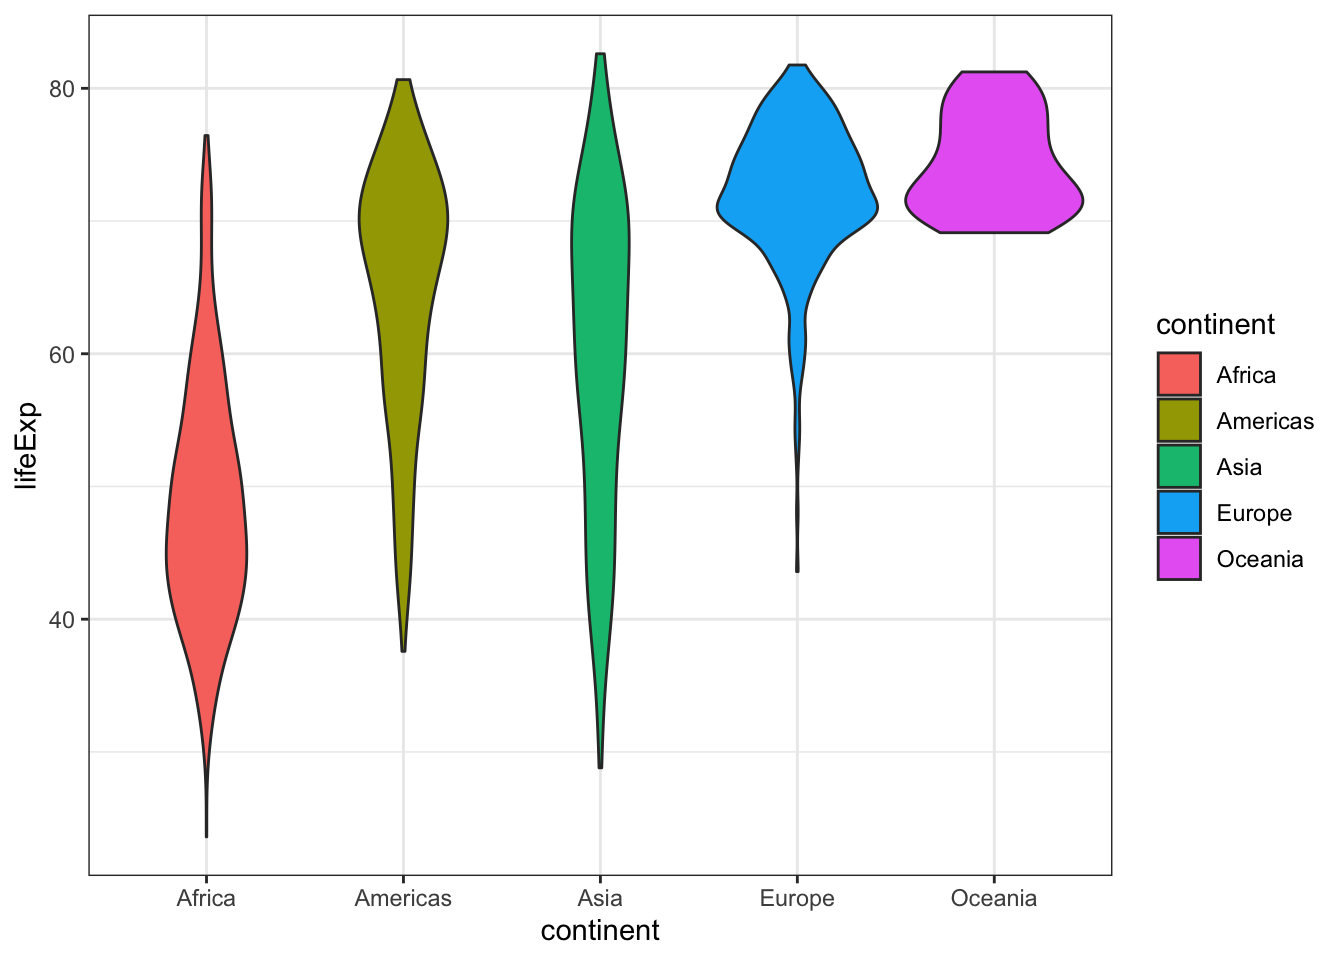 80
60
40
lifeExp
Africa
Americas
Asia
Europe
Oceania
continent
continent
Africa
Americas
Asia
Europe
Oceania